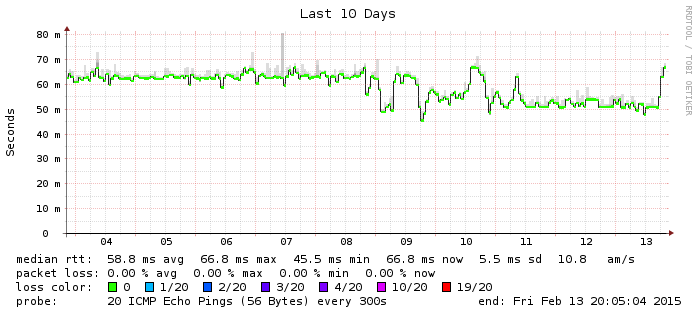 Last 10 Days
RRDTOOL / TOBI OETIKER
Seconds
80 m
70 m
60 m
50 m
40 m
30 m
20 m
10 m
0
04 05 06 07 08 09 10 11 12 13
median rtt: 58.8 ms avg 66.8 ms max 45.5 ms min 66.8 ms now 5.5 ms sd 10.8 am/s
packet loss: 0.00 % avg 0.00 % max 0.00 % min 0.00 % now
loss color: 0 1/20 2/20 3/20 4/20 10/20 19/20
probe: 20 ICMP Echo Pings (56 Bytes) every 300s end: Fri Feb 13 20:05:04 2015